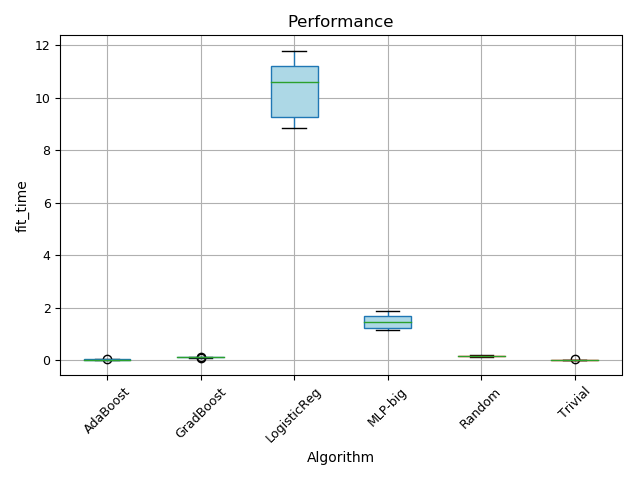 Performance
12
10
8
6
4
2
0
fit_time
AdaBoost
GradBoost
LogisticReg
MLP-big
Random
Trivial
Algorithm